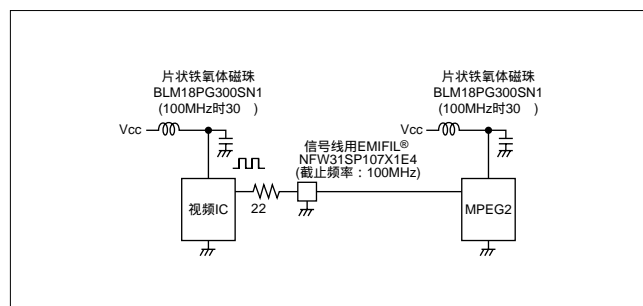 片状铁氧体磁珠
BLM18PG300SN1
(100MHz时30 )
Vcc
片状铁氧体磁珠
BLM18PG300SN1
(100MHz时30 )
Vcc
信号线用EMIFIL®
NFW31SP107X1E4
(截止频率：100MHz)
视频IC
22
MPEG2